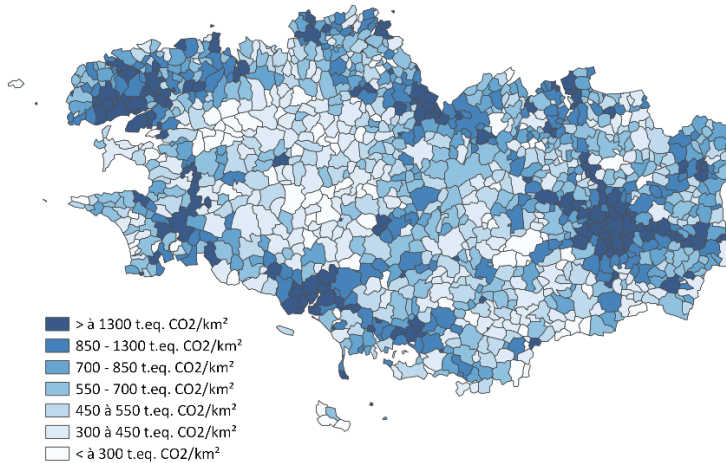 > à 1300 t.eq. CO2/km²
850 - 1300 t.eq. CO2/km²
700 - 850 t.eq. CO2/km²
550 - 700 t.eq. CO2/km²
450 à 550 t.eq. CO2/km²
300 à 450 t.eq. CO2/km²
< à 300 t.eq. CO2/km²